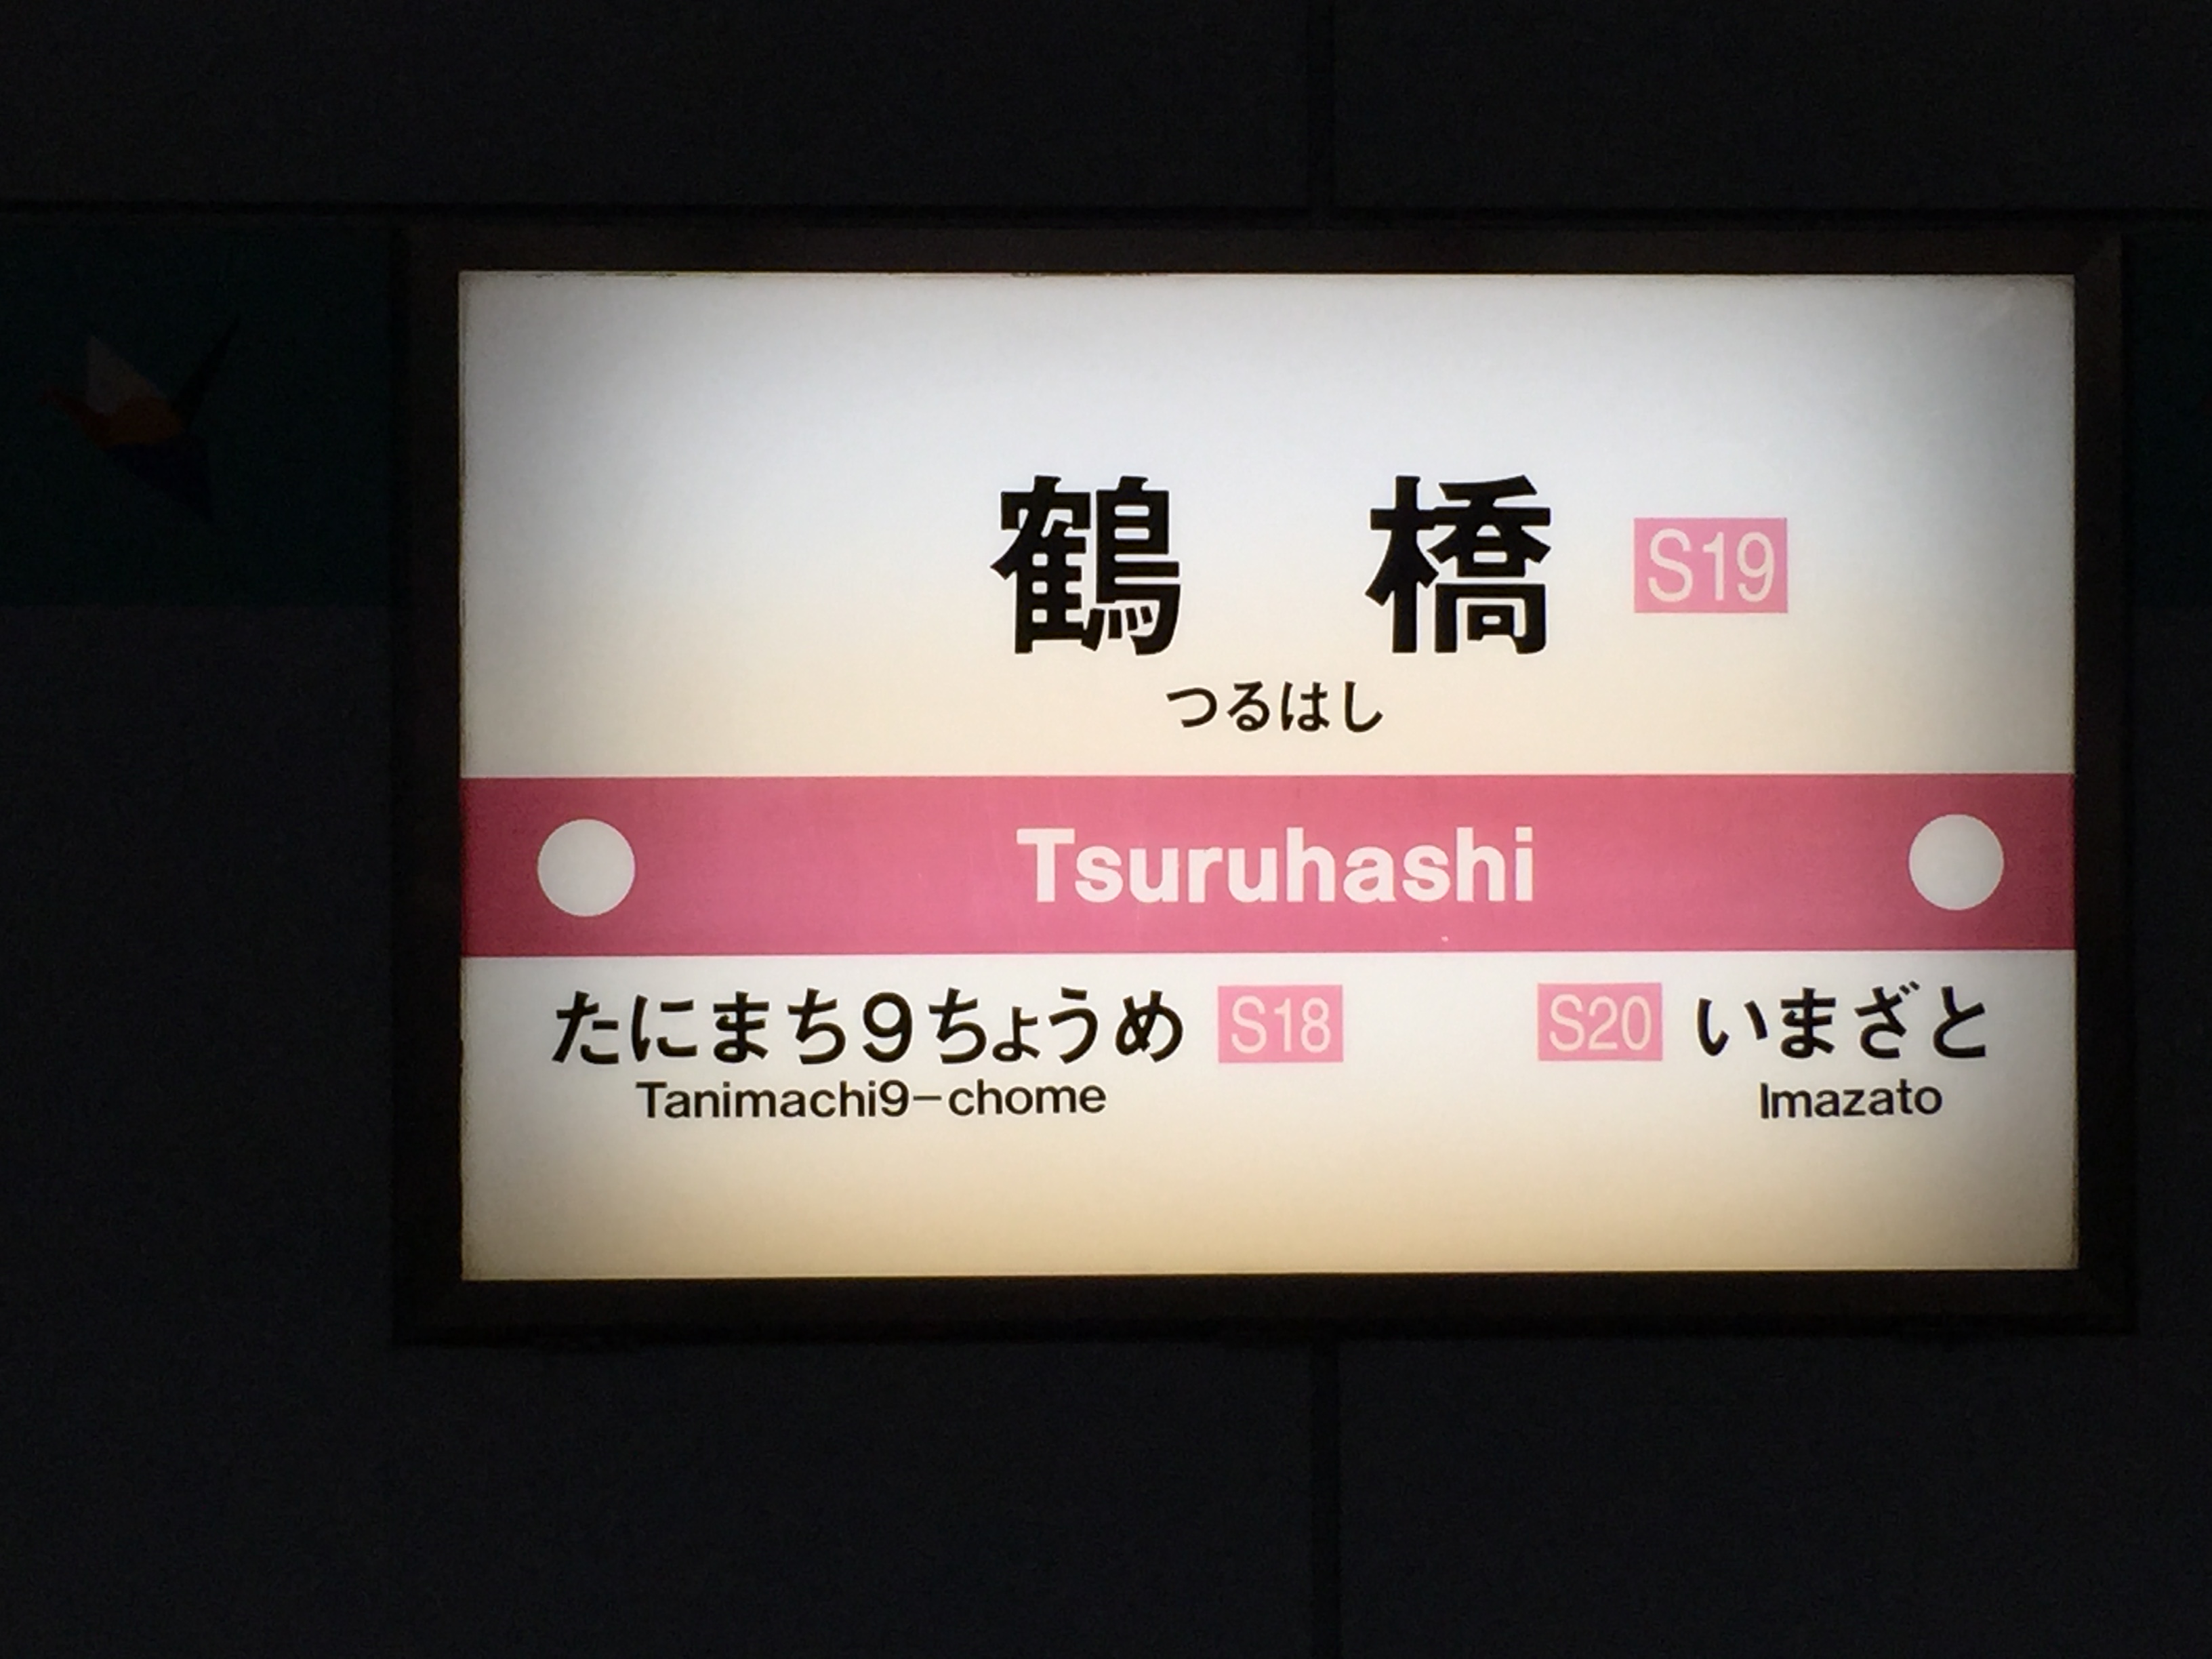 鶴橋 S19
つるはし
Tsuruhashi
たにまち9ちょうめ S18
Tanimachi9-chome
S20 いまざと
Imazato